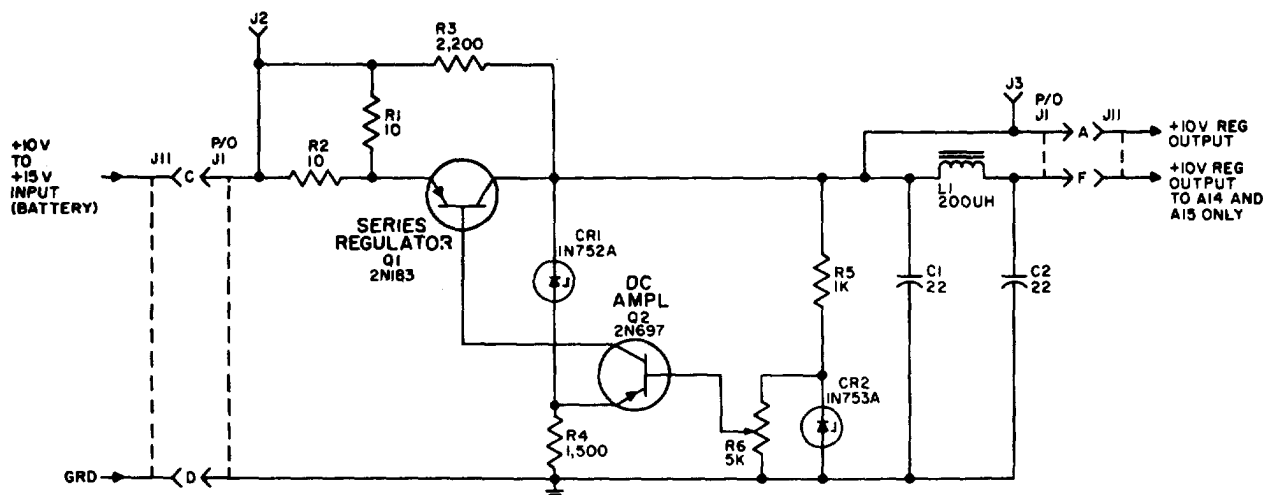 J2
R3
2,200
R1
10
J3
P/O
J1
A
J11
+10V REG
OUTPUT
+10V
TO
+15V
INPUT
(BATTERY)
J11
C
P/O
J1
R2
10
L1
200UH
F
+10V REG
OUTPUT
TO A14 AND
A15 ONLY
SERIES
REGULATOR
Q1
2N183
CR1
1N752A
DC
AMPL
Q2
2N697
R5
1K
C1
22
C2
22
CR2
1N753A
R4
1,500
R6
5K
GRD
D